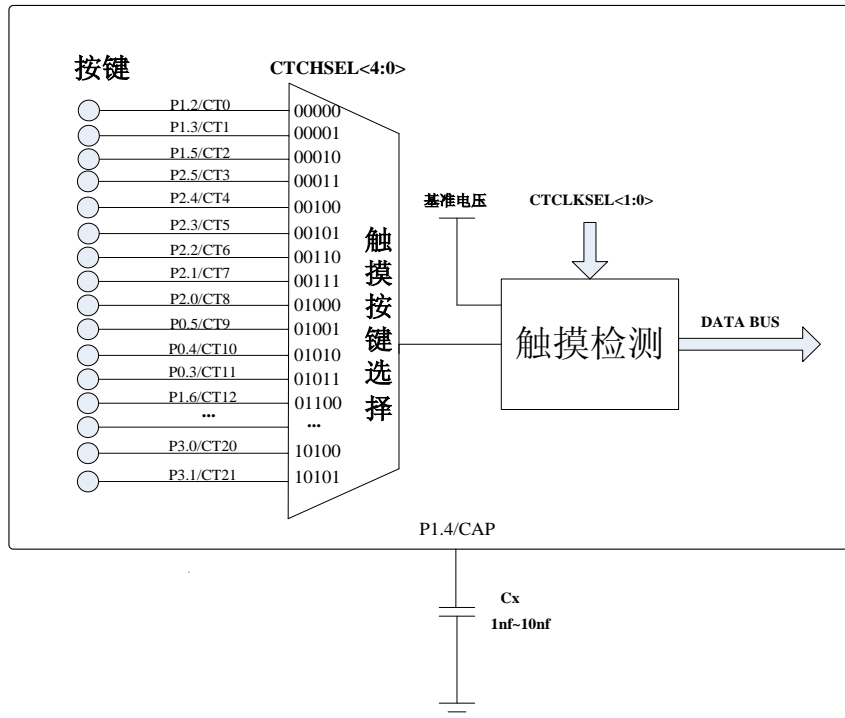 按键
CTCHSEL<4:0>
P1.2/CT0
00000
P1.3/CT1
00001
P1.5/CT2
00010
P2.5/CT3
00011
P2.4/CT4
00100
P2.3/CT5
00101
P2.2/CT6
00110
P2.1/CT7
00111
P2.0/CT8
01000
P0.5/CT9
01001
P0.4/CT10
01010
P0.3/CT11
01011
P1.6/CT12
01100
...
...
P3.0/CT20
10100
P3.1/CT21
10101
触摸按键选择
基准电压
CTCLKSEL<1:0>
触摸检测
DATA BUS
P1.4/CAP
Cx
1nf~10nf